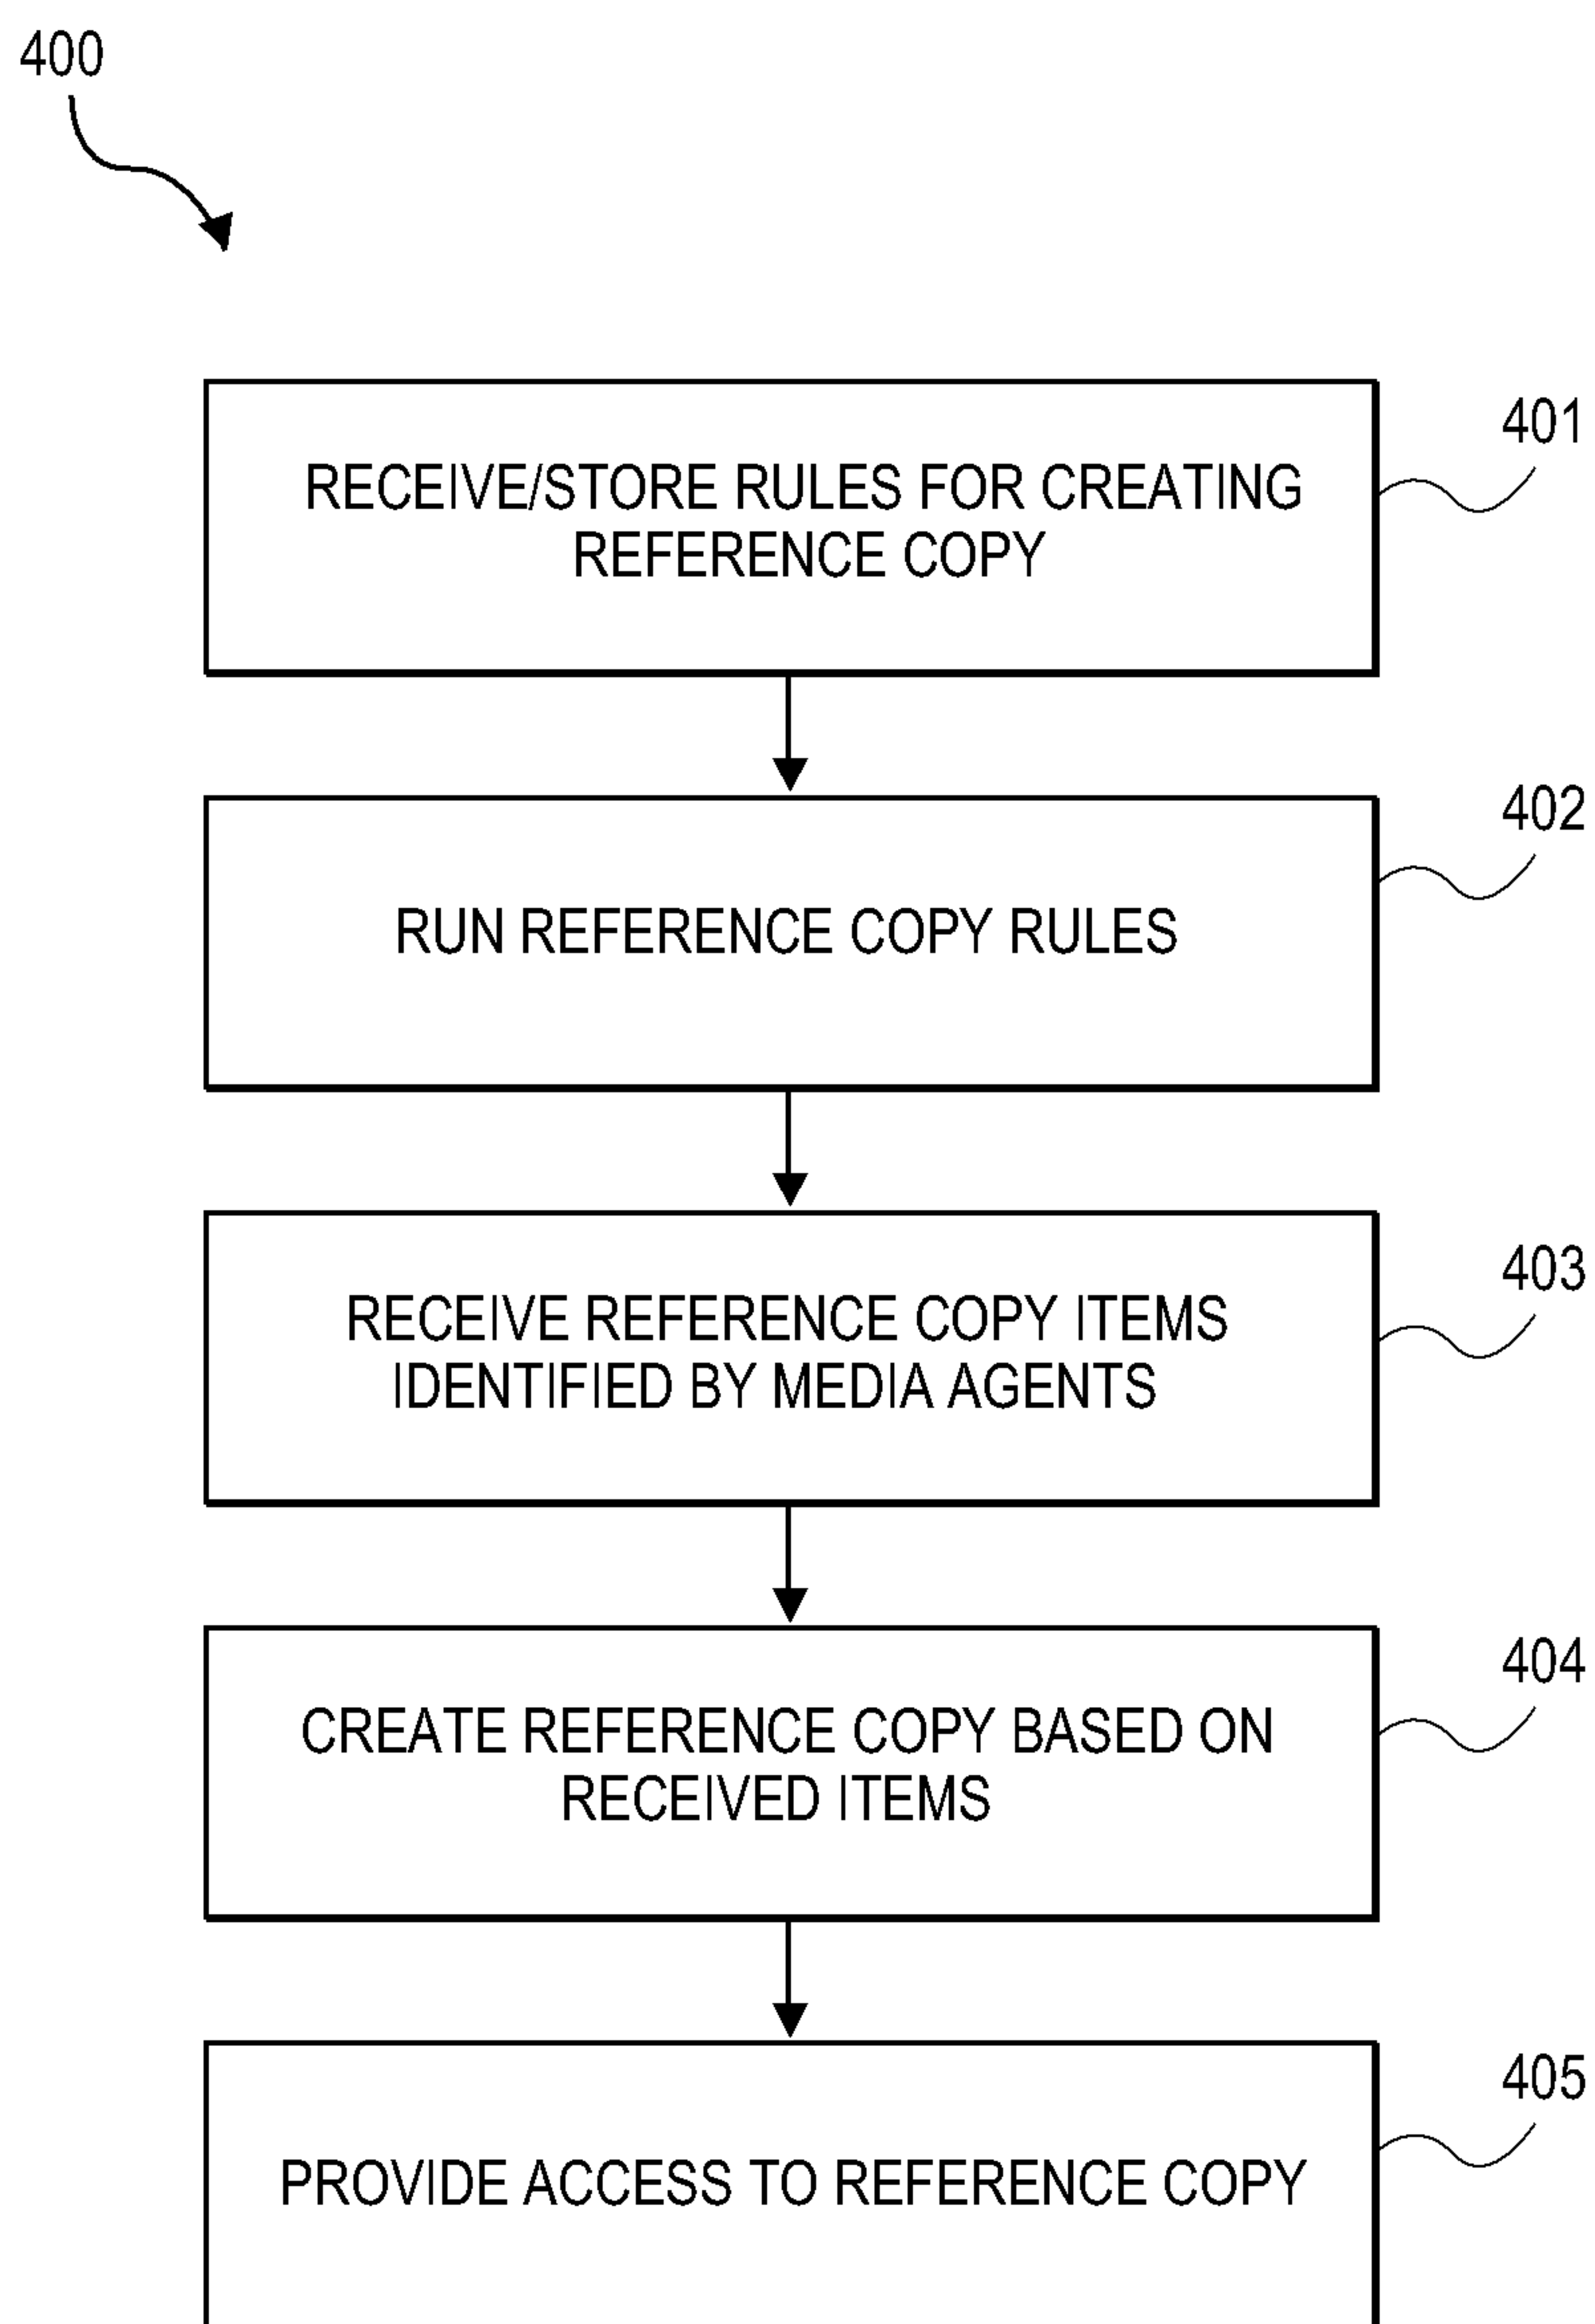 400
401
RECEIVE/STORE RULES FOR CREATING
REFERENCE COPY
402
RUN REFERENCE COPY RULES
403
RECEIVE REFERENCE COPY ITEMS
IDENTIFIED BY MEDIA AGENTS
404
CREATE REFERENCE COPY BASED ON
RECEIVED ITEMS
405
PROVIDE ACCESS TO REFERENCE COPY